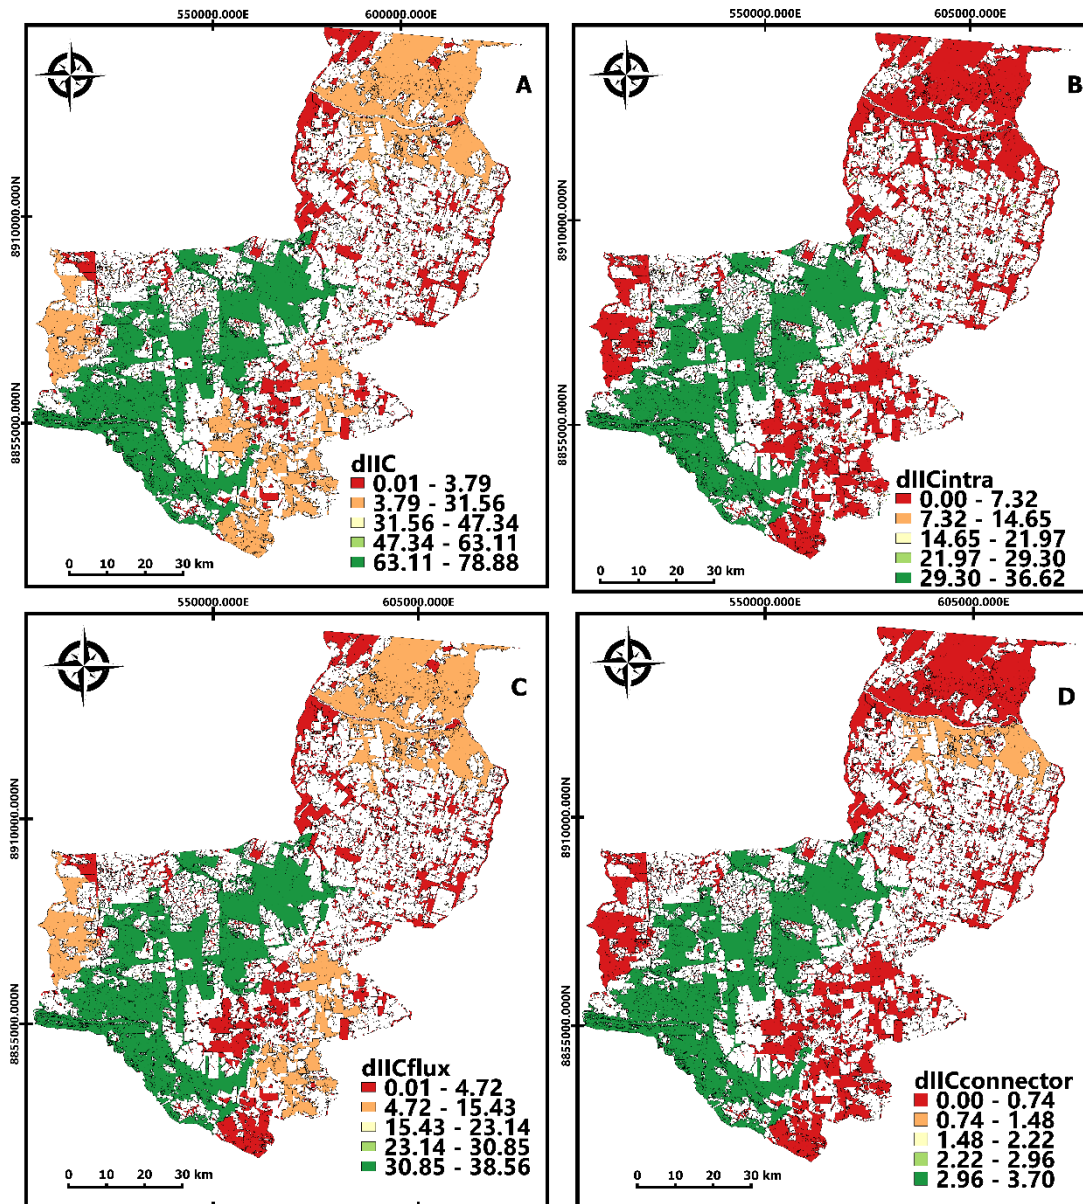 550000.000E 600000.000E
A
8910000.000N
8855000.000N
dIIC
0.01 - 3.79
3.79 - 31.56
31.56 - 47.34
47.34 - 63.11
63.11 - 78.88
0 10 20 30 km
550000.000E 605000.000E
B
8910000.000N
8855000.000N
dIICintra
0.00 - 7.32
7.32 - 14.65
14.65 - 21.97
21.97 - 29.30
29.30 - 36.62
0 10 20 30 km
550000.000E 605000.000E
C
8910000.000N
8855000.000N
dIICflux
0.01 - 4.72
4.72 - 15.43
15.43 - 23.14
23.14 - 30.85
30.85 - 38.56
0 10 20 30 km
550000.000E 605000.000E
D
8910000.000N
8855000.000N
dIICconnector
0.00 - 0.74
0.74 - 1.48
1.48 - 2.22
2.22 - 2.96
2.96 - 3.70
0 10 20 30 km